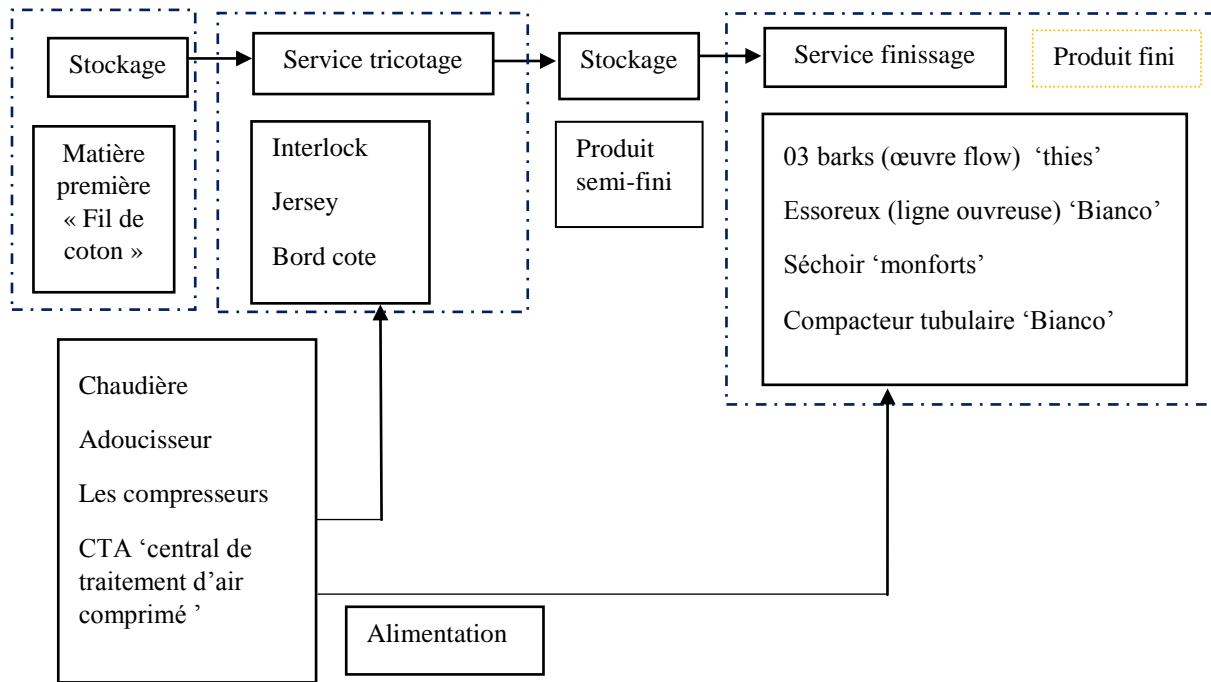 Stockage
Service tricotage
Stockage
Service finissage
Produit fini
Matière
première
« Fil de
coton »
Interlock
Jersey
Bord cote
Produit
semi-fini
03 barks (œuvre flow) ‘thies’
Essoreux (ligne ouvreuse) ‘Bianco’
Séchoir ‘monforts’
Compacteur tubulaire ‘Bianco’
Chaudière
Adoucisseur
Les compresseurs
CTA ‘central de
traitement d’air
comprimé ’
Alimentation